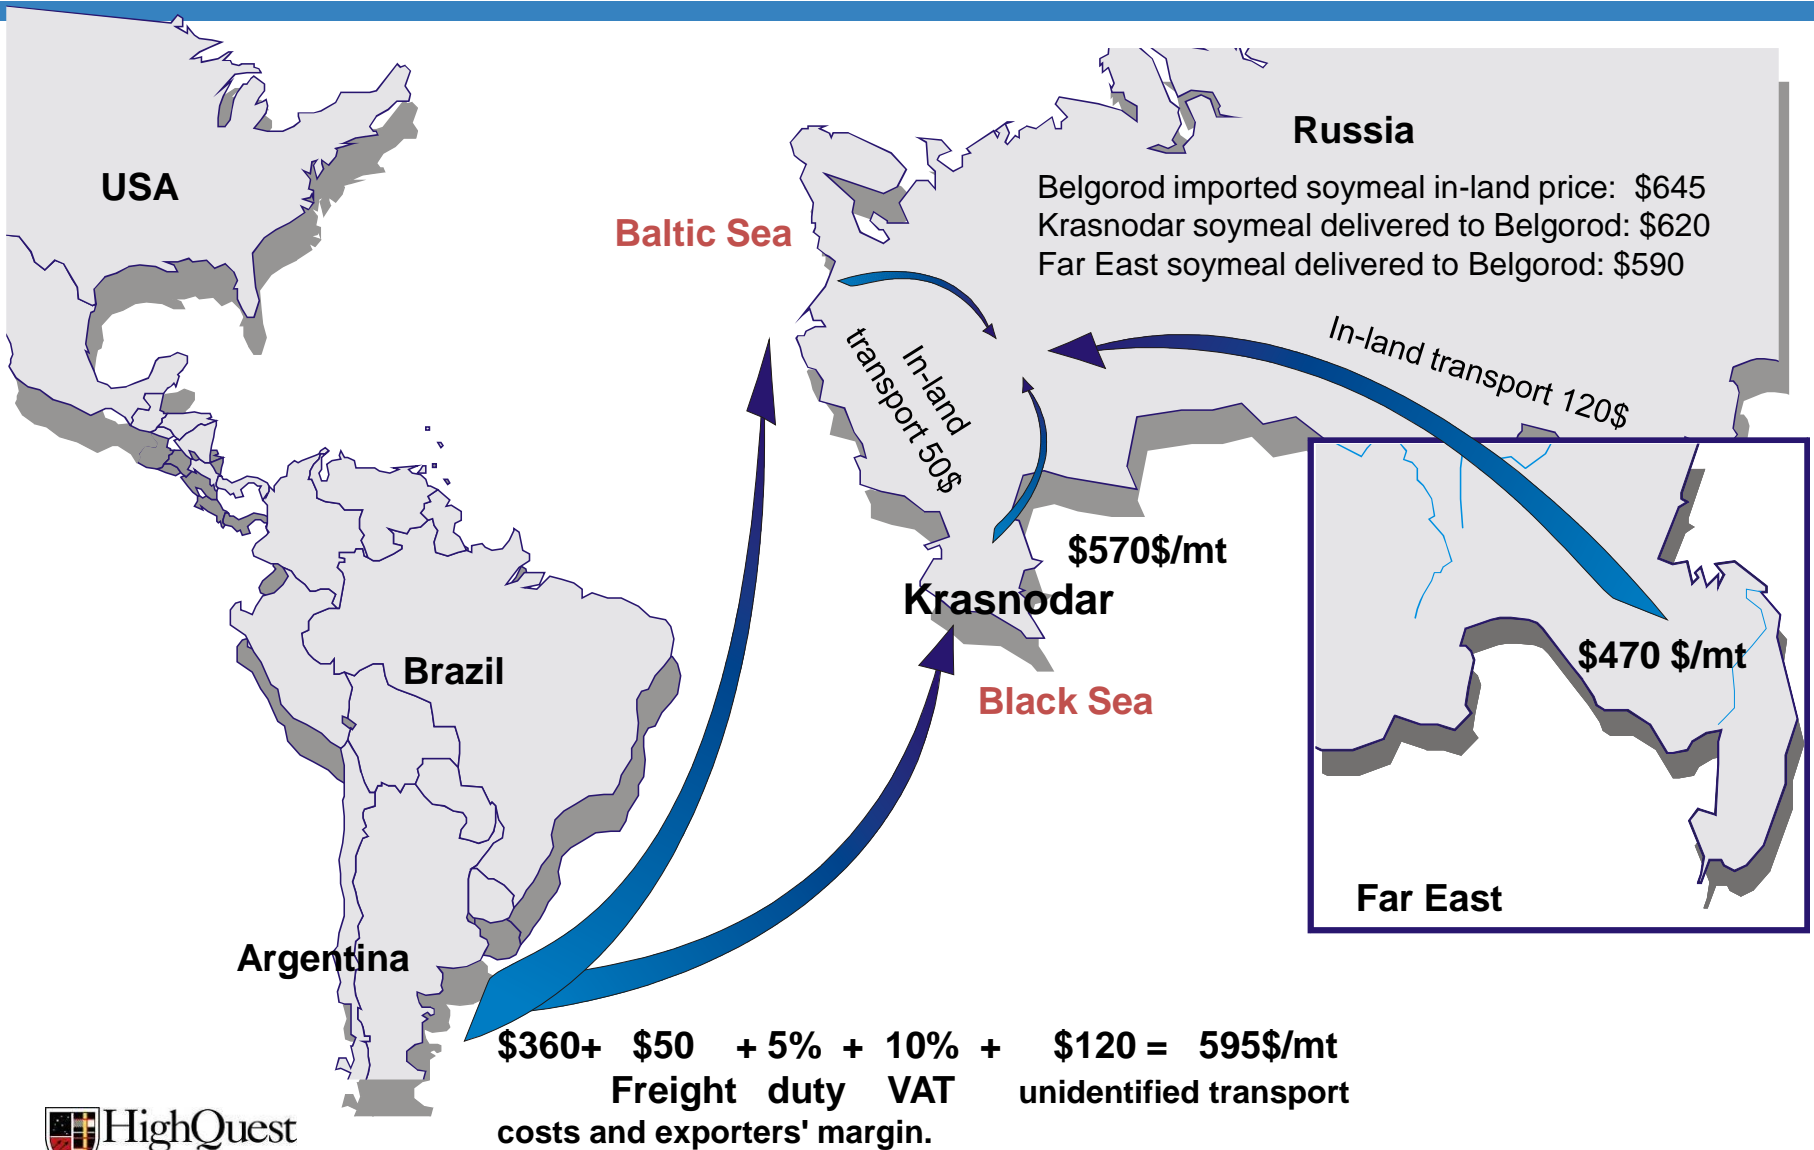 USA
Russia
Belgorod imported soymeal in-land price: $645
Krasnodar soymeal delivered to Belgorod: $620
Far East soymeal delivered to Belgorod: $590
Baltic Sea
In-land
transport 50$
In-land transport 120$
$570$/mt
Krasnodar
Black Sea
$470 $/mt
Far East
Brazil
Argentina
$360+ $50 + 5% + 10% + $120 = 595$/mt
Freight duty VAT unidentified transport
costs and exporters' margin.
HighQuest